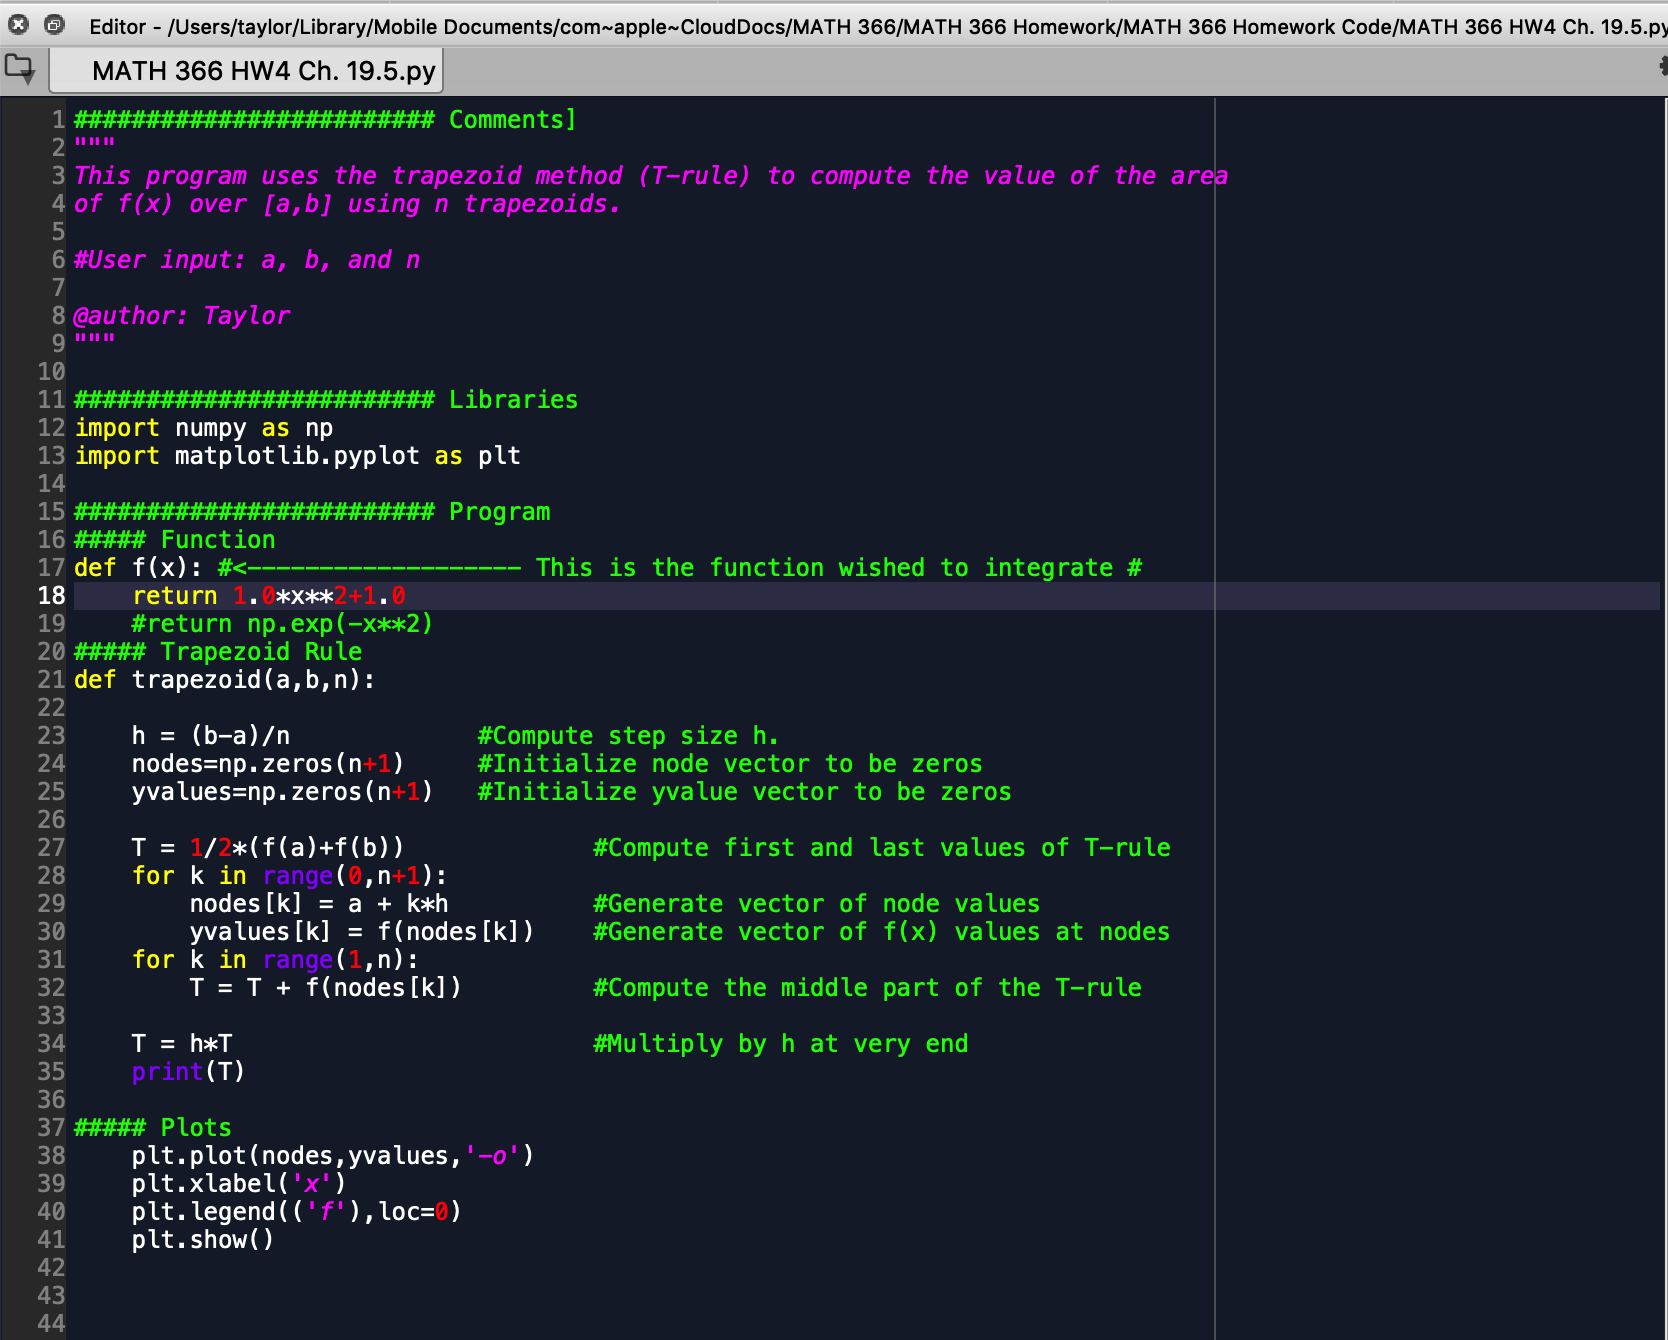 Editor - /Users/taylor/Library/Mobile Documents/com~apple~CloudDocs/MATH 366/MATH 366 Homework/MATH 366 Homework Code/MATH 366 HW4 Ch. 19.5.py
MATH 366 HW4 Ch. 19.5.py
1 ######################### Comments]
2 """
3 This program uses the trapezoid method (T-rule) to compute the value of the area
4 of f(x) over [a,b] using n trapezoids.
5
6 #User input: a, b, and n
7
8 @author: Taylor
9 """
10
11 ######################### Libraries
12 import numpy as np
13 import matplotlib.pyplot as plt
14
15 ######################### Program
16 ##### Function
17 def f(x): #<------------------- This is the function wished to integrate #
18     return 1.0*x**2+1.0
19     #return np.exp(-x**2)
20 ##### Trapezoid Rule
21 def trapezoid(a,b,n):
22
23     h = (b-a)/n             #Compute step size h.
24     nodes=np.zeros(n+1)     #Initialize node vector to be zeros
25     yvalues=np.zeros(n+1)   #Initialize yvalue vector to be zeros
26
27     T = 1/2*(f(a)+f(b))             #Compute first and last values of T-rule
28     for k in range(0,n+1):
29         nodes[k] = a + k*h          #Generate vector of node values
30         yvalues[k] = f(nodes[k])    #Generate vector of f(x) values at nodes
31     for k in range(1,n):
32         T = T + f(nodes[k])         #Compute the middle part of the T-rule
33
34     T = h*T                         #Multiply by h at very end
35     print(T)
36
37 ##### Plots
38     plt.plot(nodes,yvalues,'-o')
39     plt.xlabel('x')
40     plt.legend(('f'),loc=0)
41     plt.show()
42
43
44